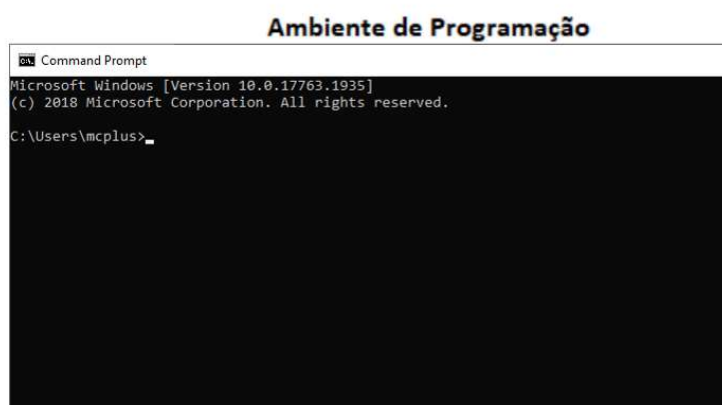 Ambiente de Programação
Command Prompt
Microsoft Windows [Version 10.0.17763.1935]
(c) 2018 Microsoft Corporation. All rights reserved.
C:\Users\mcplus>